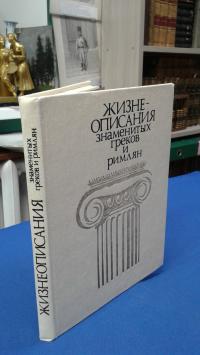 ЖИЗНЕ-
ОПИСАНИЯ
знаменитых
греков
и
римлян
ЖИЗНЕОПИСАНИЯ
знаменитых
греков и римлян